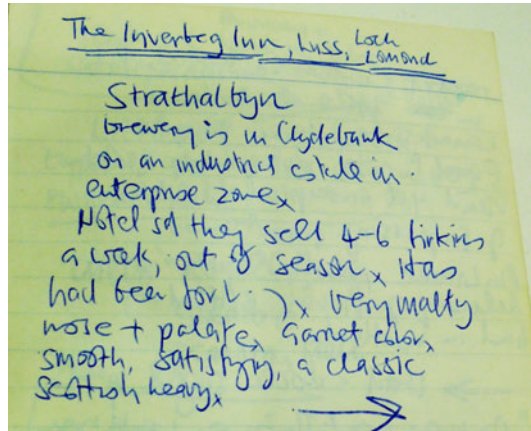 The Inverbeg Inn, Luss, Loch Lomond
Strathalbyn
brewery is in Clydebank
on an industrial estate in
enterprise zone x
Hotel sd they sell 4-6 firkins
a week, out of season x Has
had beer for ) x very malty
nose + palate x Garnet color x
smooth, satisfying, a classic
Scottish heavy x